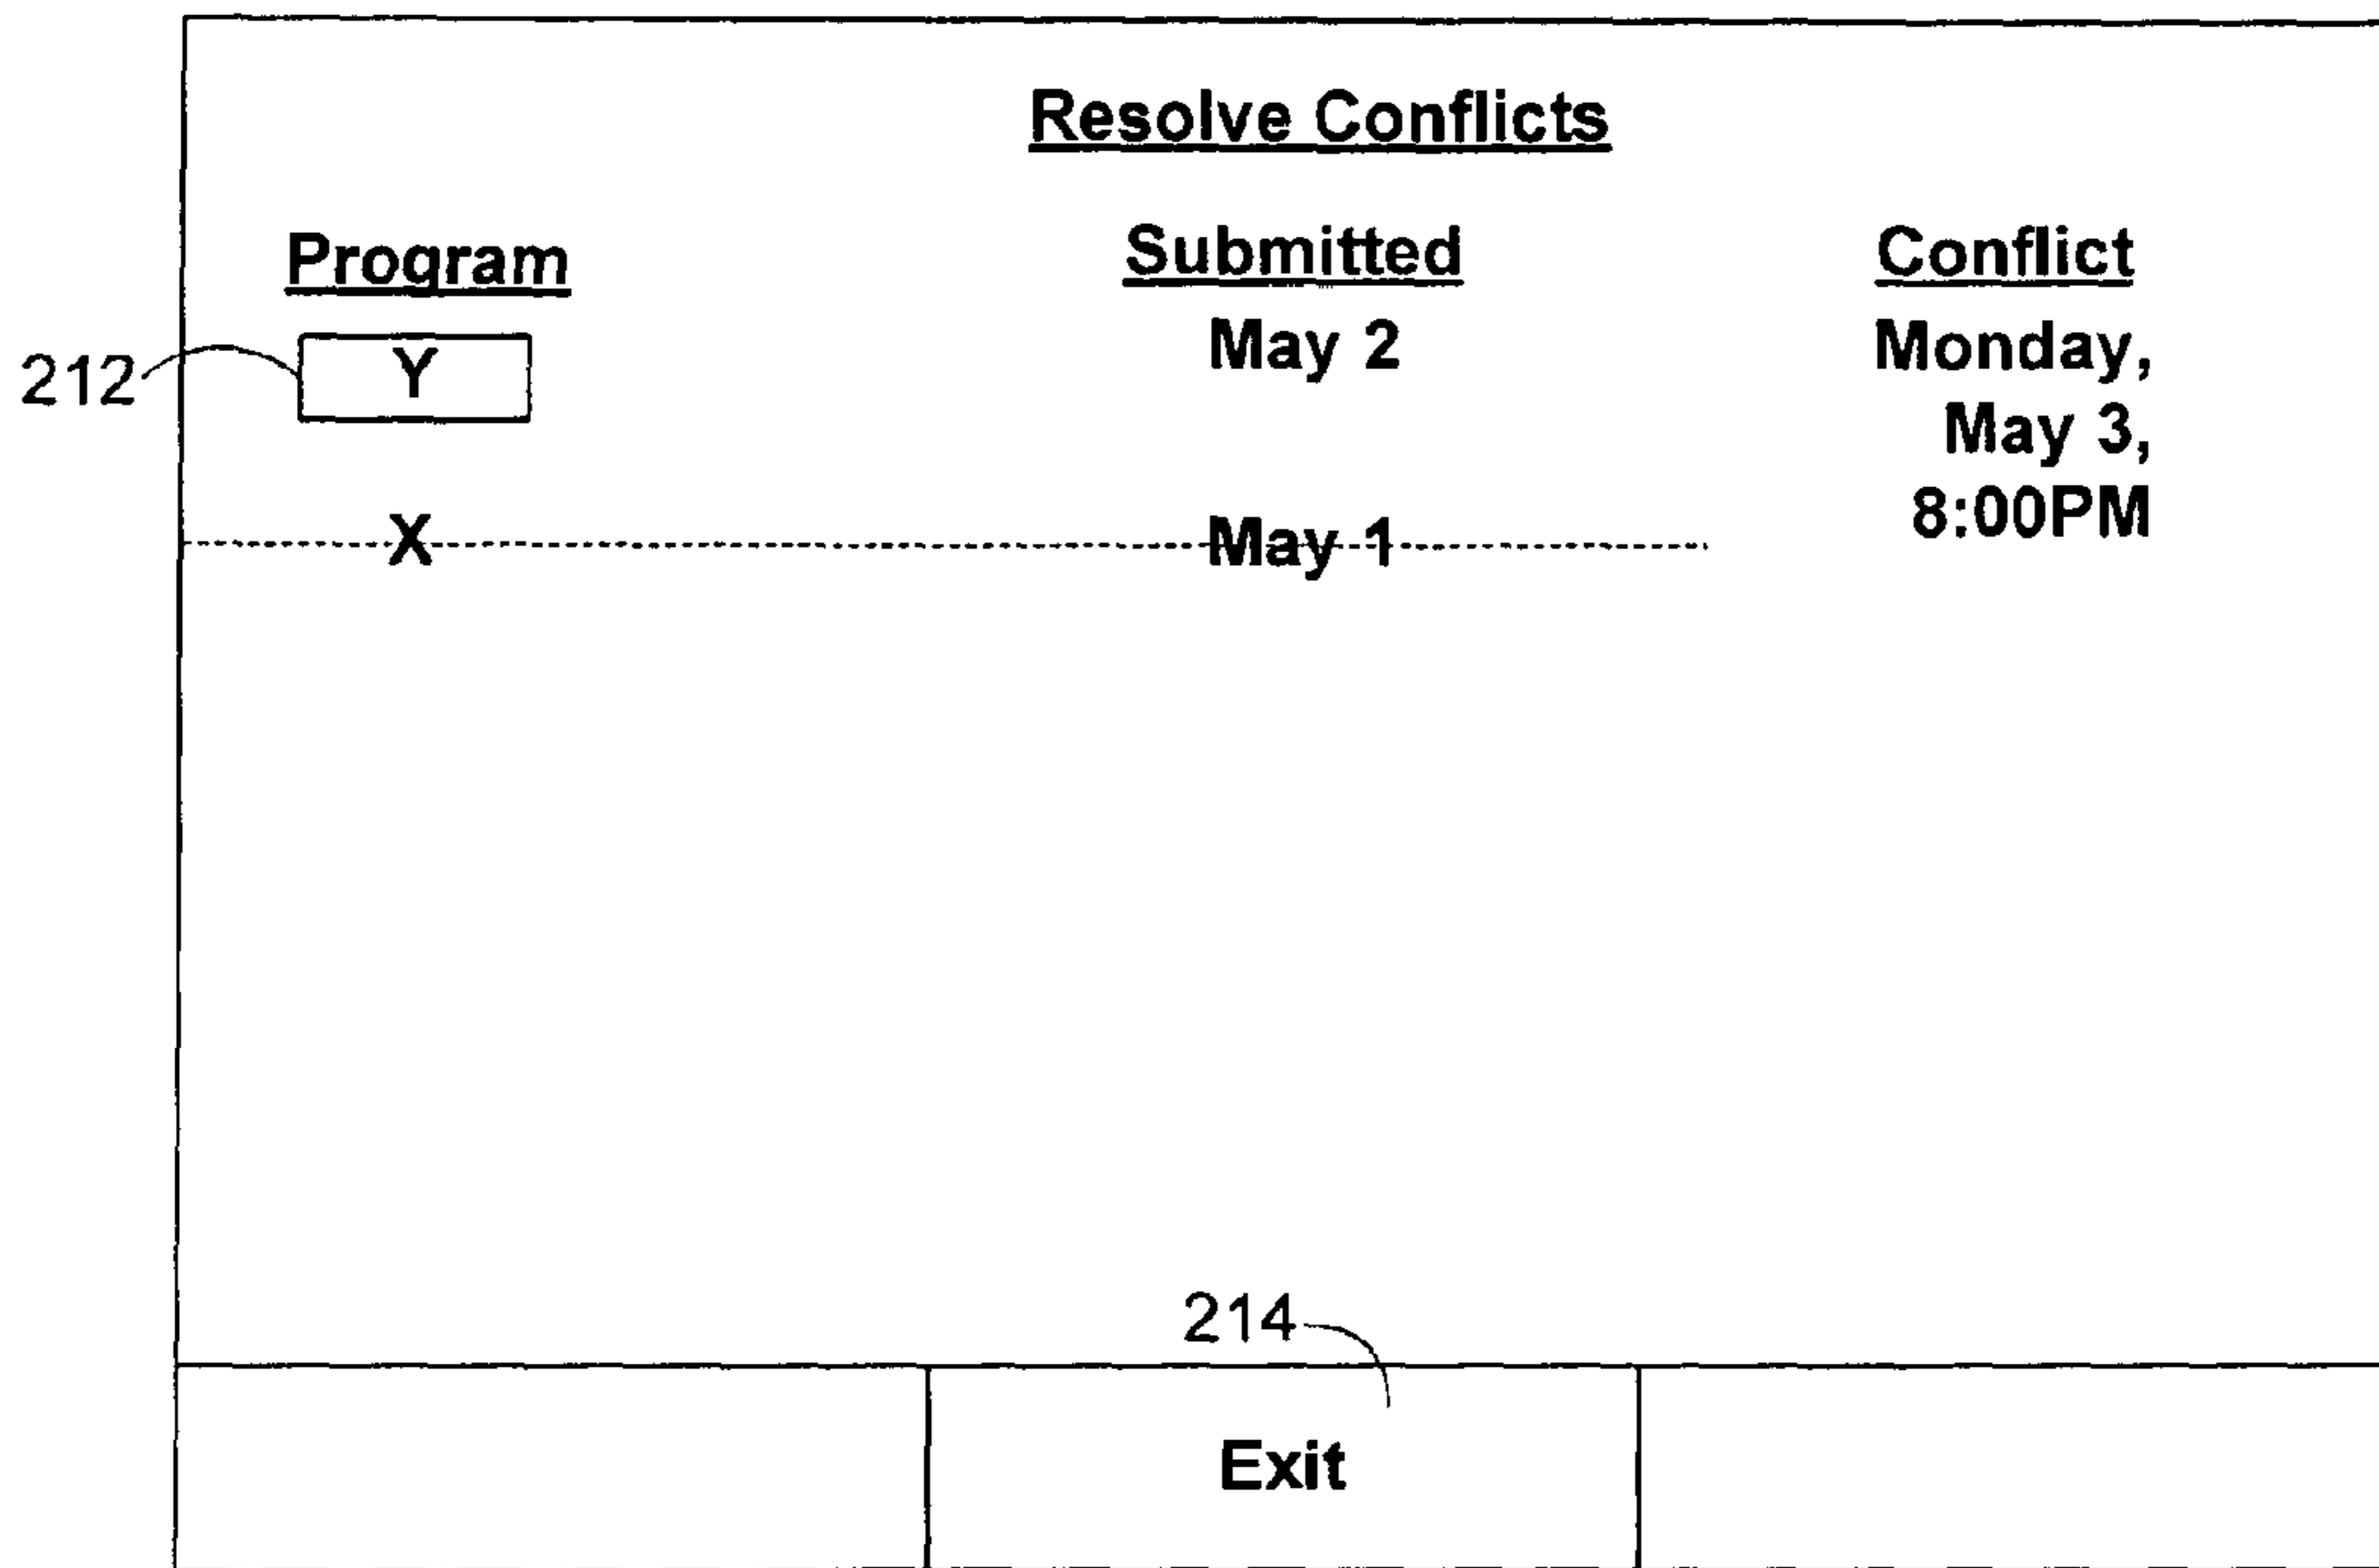 Resolve Conflicts
Program Submitted Conflict
212 Y May 2 Monday,
May 3,
8:00PM
X May 1
214
Exit